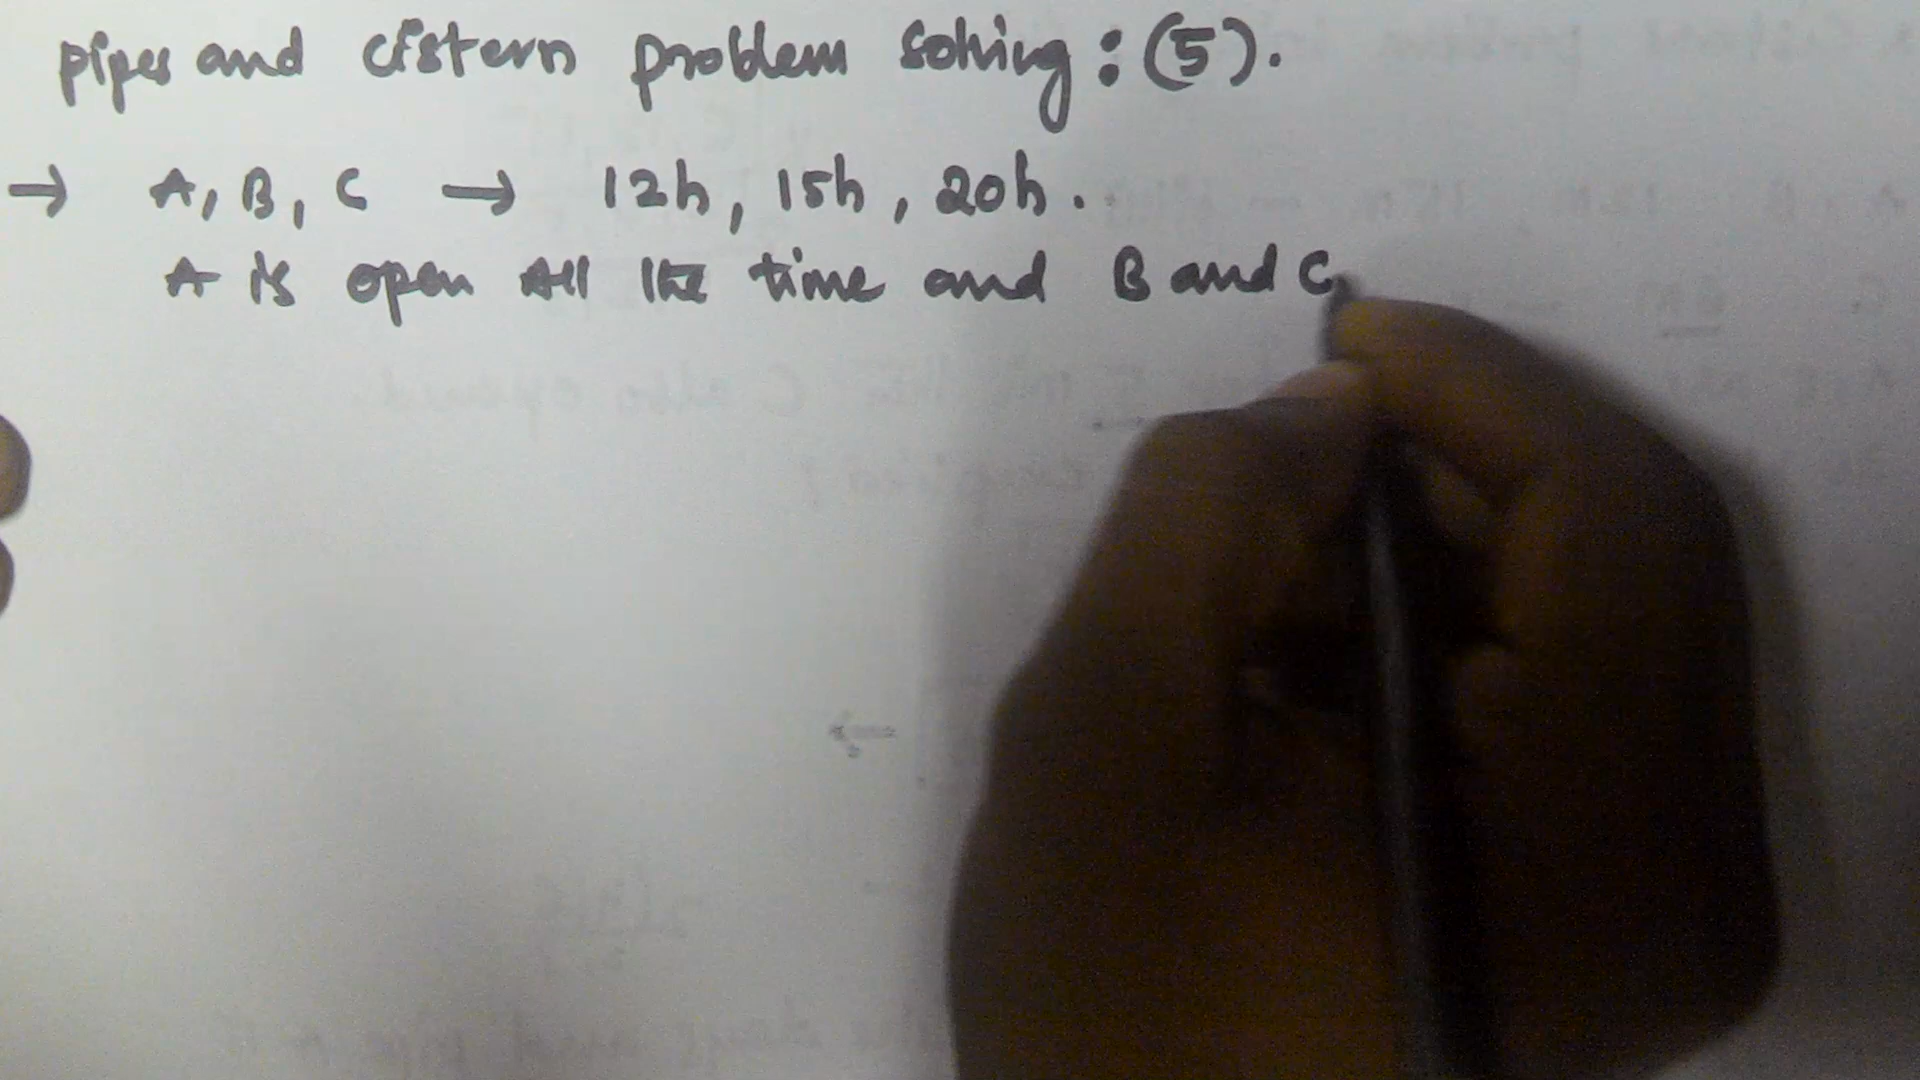 pipes and cistern problem solving : (5).
→ A, B, C → 12h, 15h, 20h.
A is open All the time and B and C